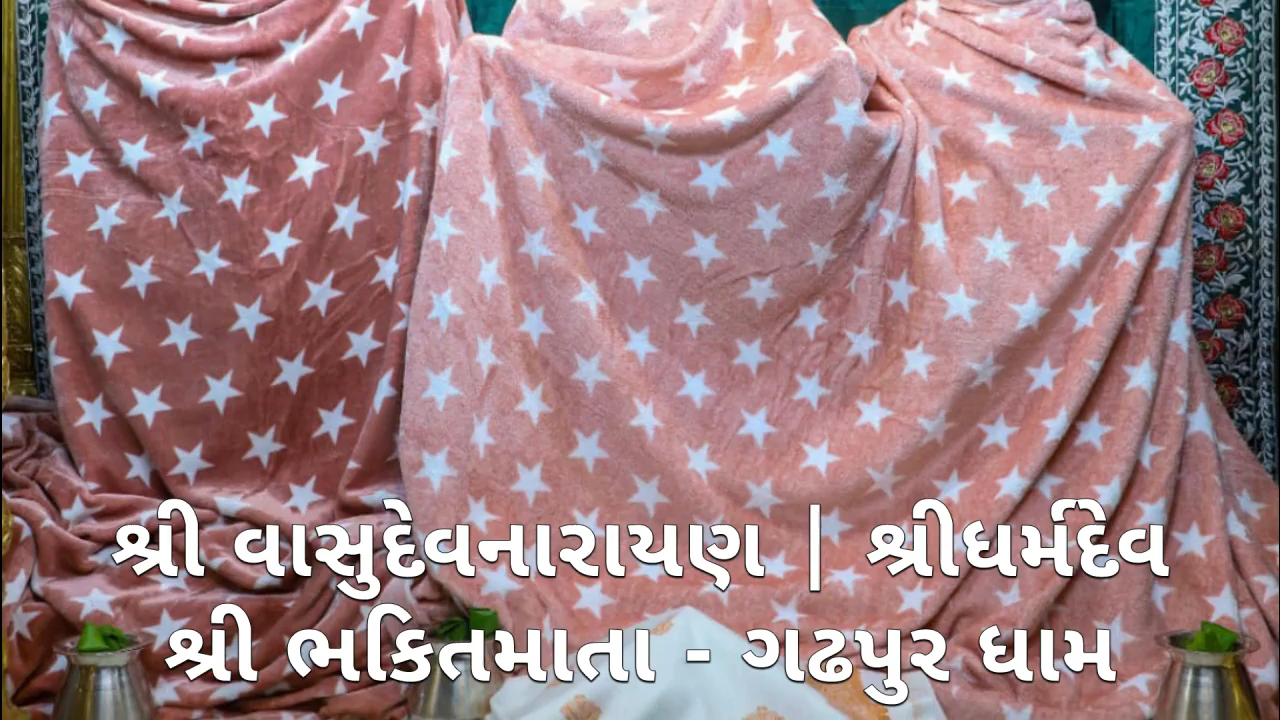 શ્રી વાસુદેવનારાયણ | શ્રીધર્મદેવ
શ્રી ભકિતમાતા - ગઢપુર ધામ